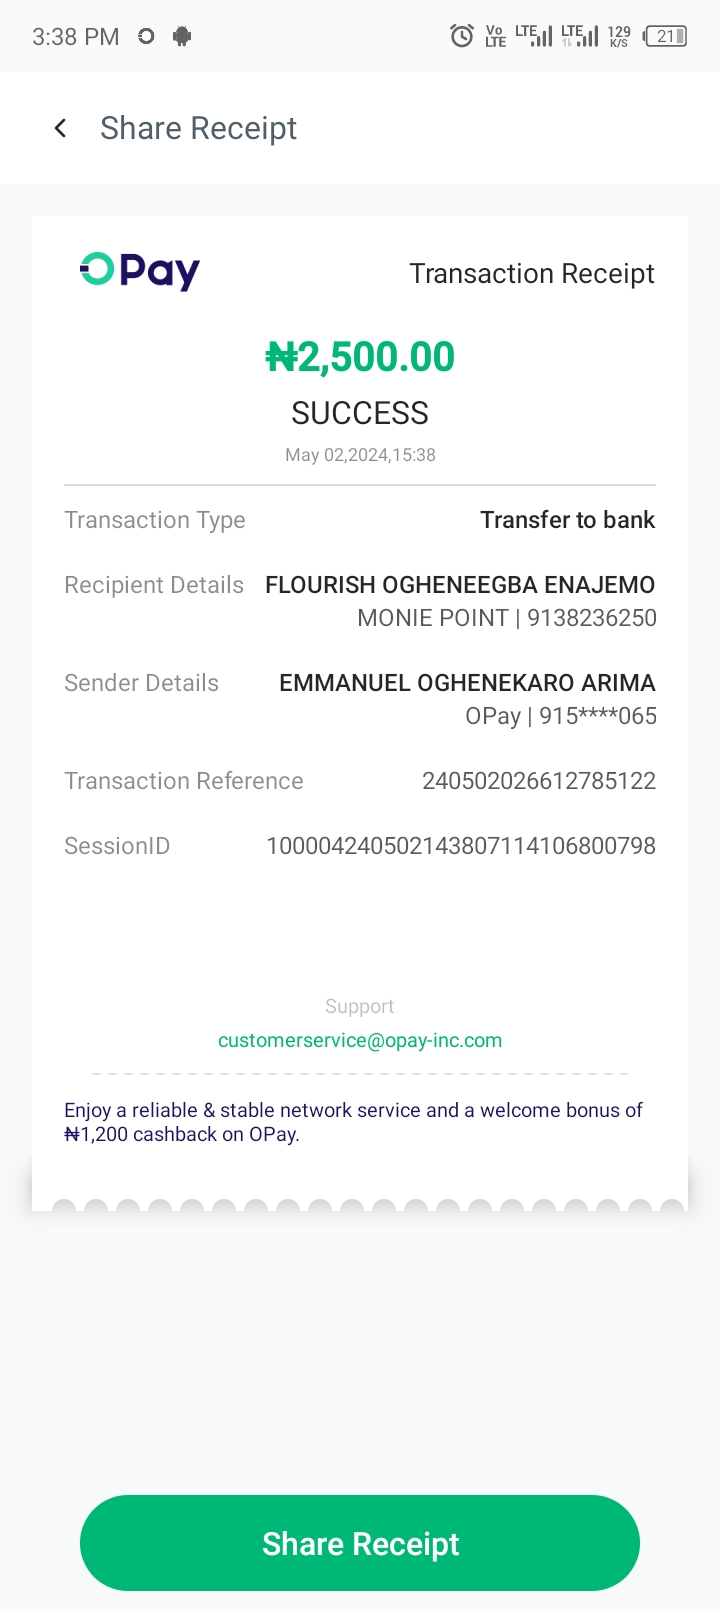 3:38 PM Vo LTE LTE LTE 129 K/S 21
Share Receipt
OPay Transaction Receipt
₦2,500.00
SUCCESS
May 02,2024,15:38
Transaction Type Transfer to bank
Recipient Details FLOURISH OGHENEEGBA ENAJEMO
MONIE POINT | 9138236250
Sender Details EMMANUEL OGHENEKARO ARIMA
OPay | 915****065
Transaction Reference 240502026612785122
SessionID 100004240502143807114106800798
Support
customerservice@opay-inc.com
Enjoy a reliable & stable network service and a welcome bonus of
₦1,200 cashback on OPay.
Share Receipt